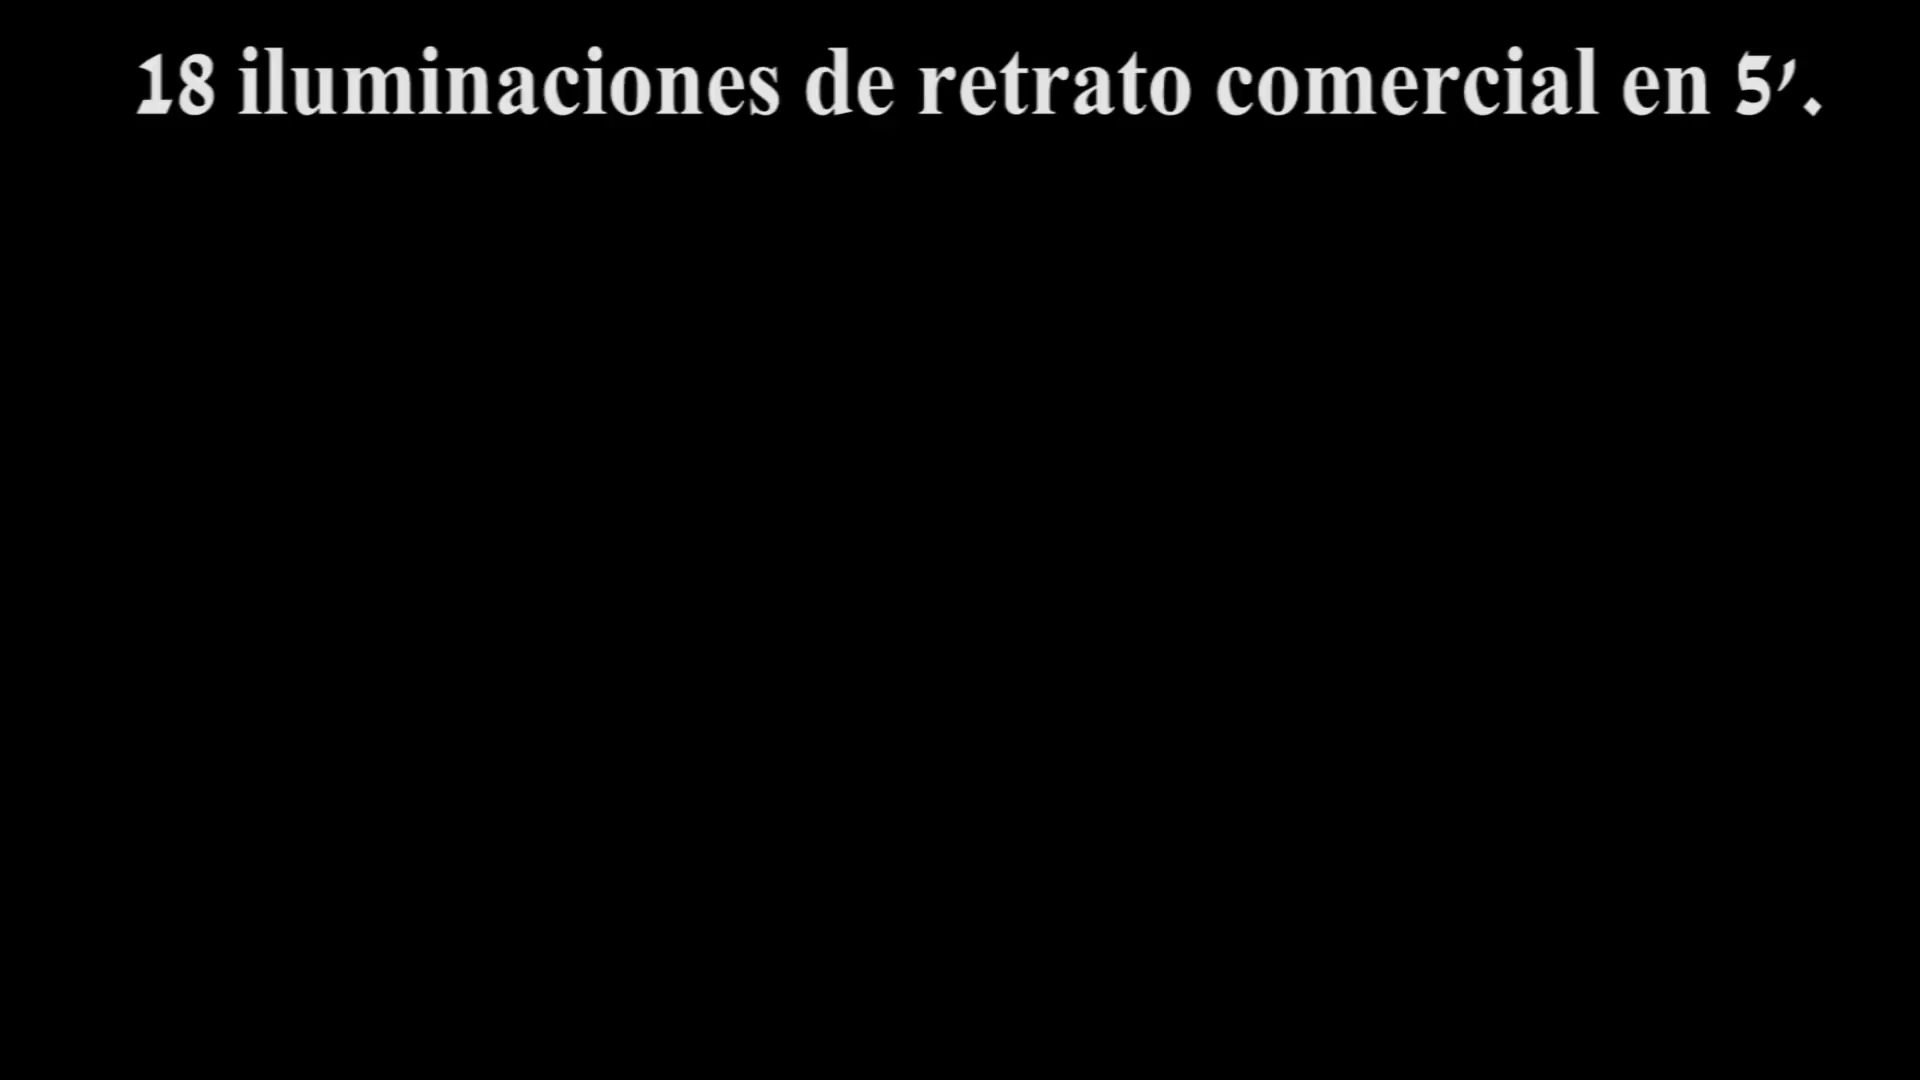 18 iluminaciones de retrato comercial en 5′.